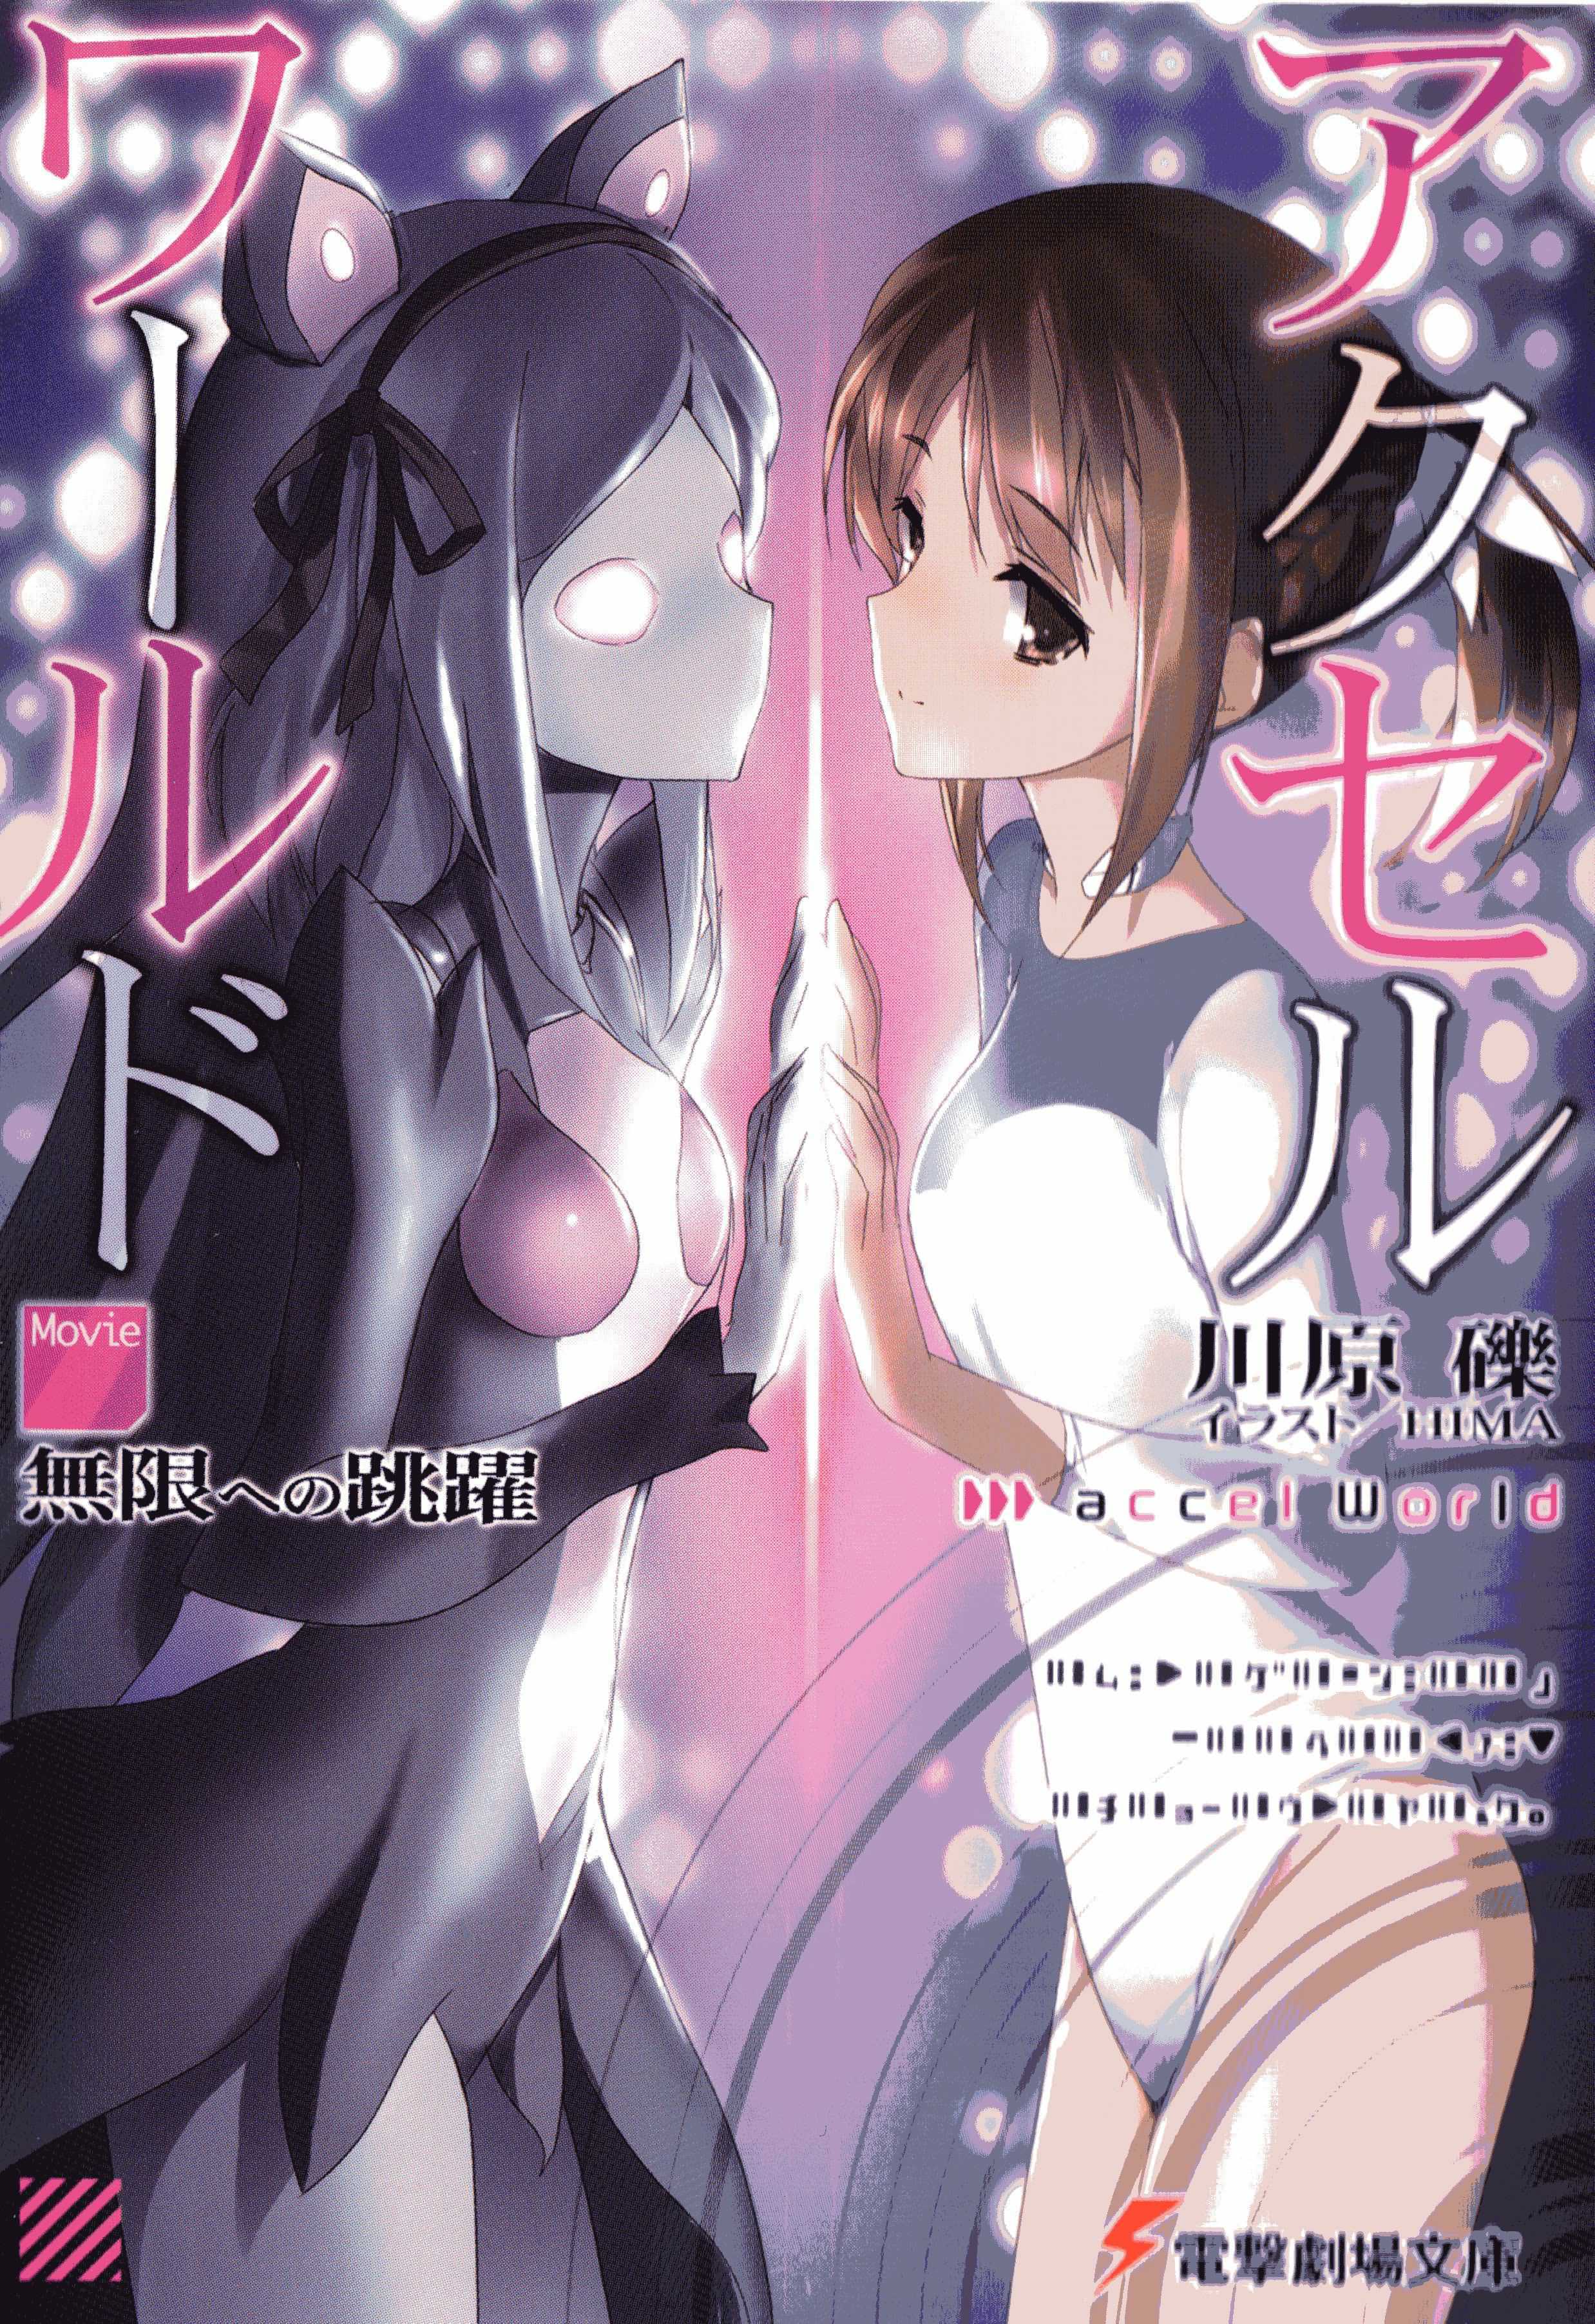 アクセル
ワールド
川原 礫
イラスト/HIMA
accel World
Movie
無限への跳躍
電撃劇場文庫